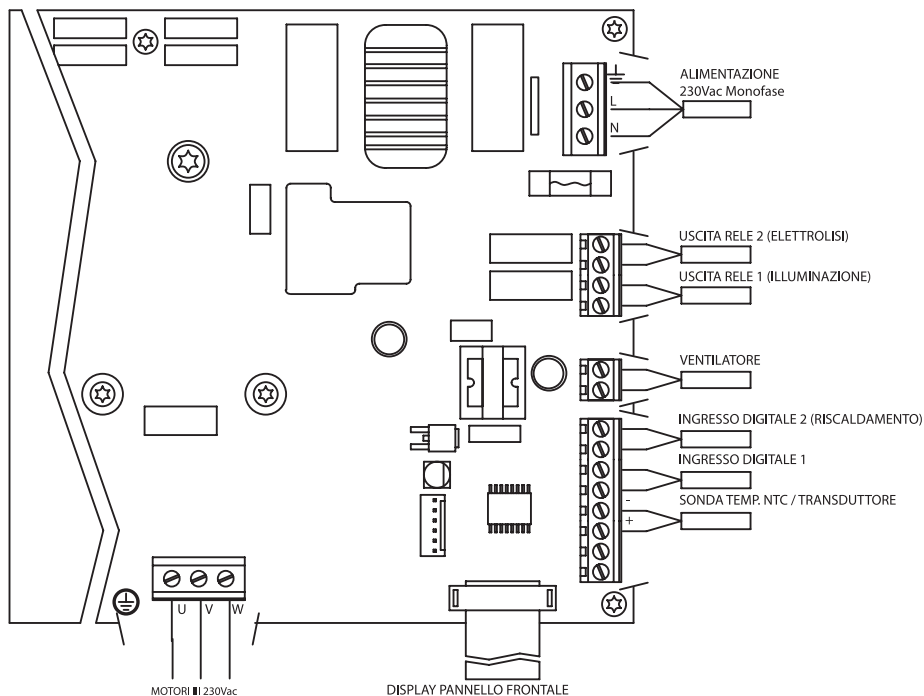 ALIMENTAZIONE
230Vac Monofase
L
N
USCITA RELE 2 (ELETTROLISI)
USCITA RELE 1 (ILLUMINAZIONE)
VENTILATORE
INGRESSO DIGITALE 2 (RISCALDAMENTO)
INGRESSO DIGITALE 1
SONDA TEMP. NTC / TRANSDUTTORE
-
+
U V W
MOTORI III 230Vac
DISPLAY PANNELLO FRONTALE